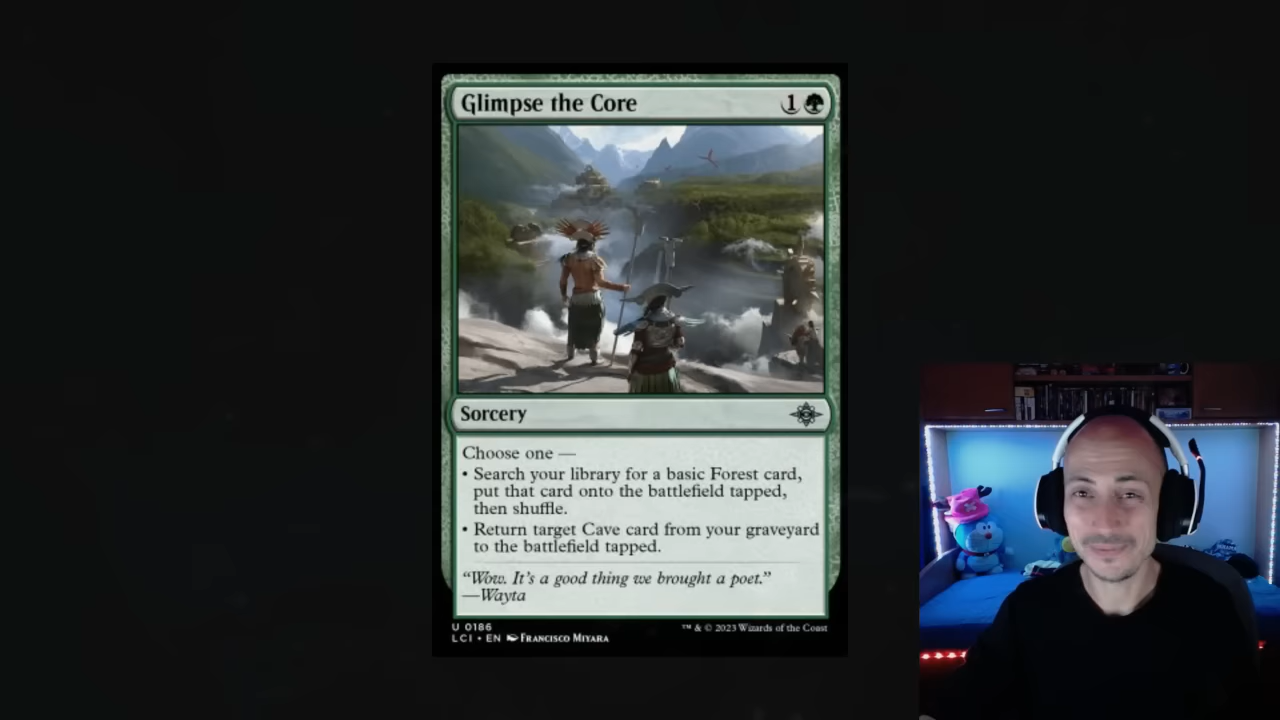 Glimpse the Core 1
Sorcery
Choose one —
• Search your library for a basic Forest card,
put that card onto the battlefield tapped,
then shuffle.
• Return target Cave card from your graveyard
to the battlefield tapped.
“Wow. It's a good thing we brought a poet.”
—Wayta
U 0186
LCI • EN Francisco Miyara
™ & © 2023 Wizards of the Coast